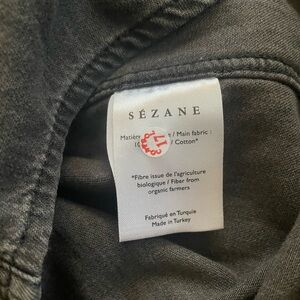 SÉZANE
/ Main fabric :
/ Cotton*
*Fibre issue de l'agriculture
biologique / Fiber from
organic farmers
Fabriqué en Turquie
Made in Turkey